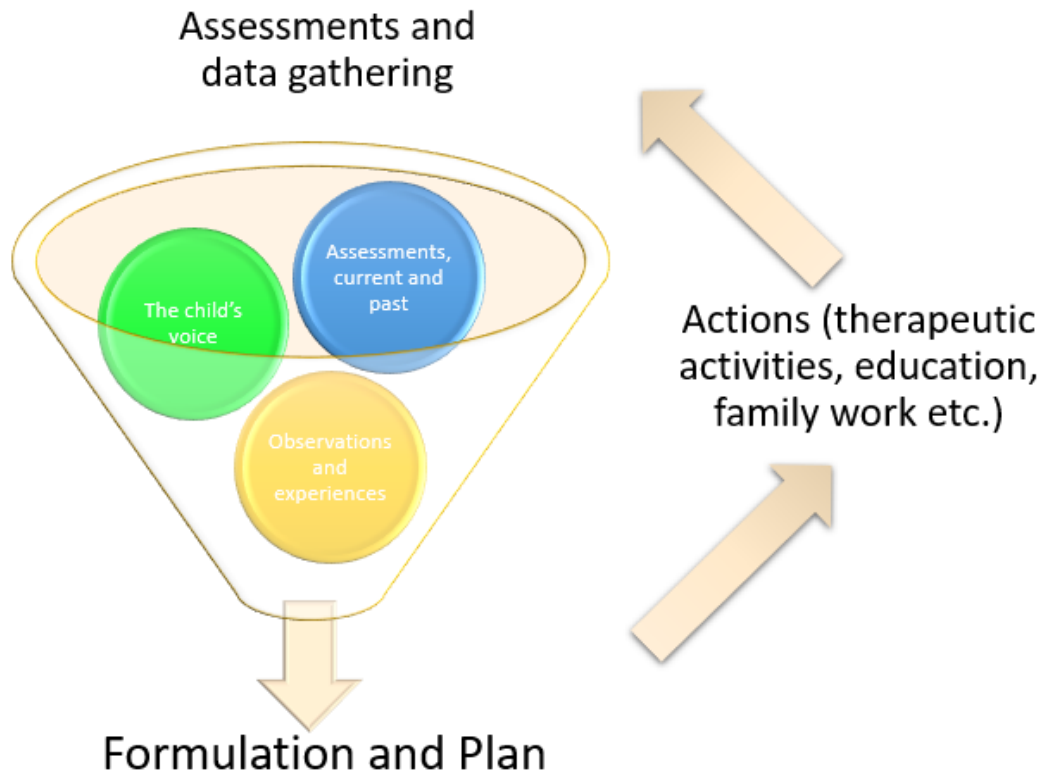 Assessments and
data gathering
The child's
voice
Assessments,
current and
past
Observations
and
experiences
Actions (therapeutic
activities, education,
family work etc.)
Formulation and Plan